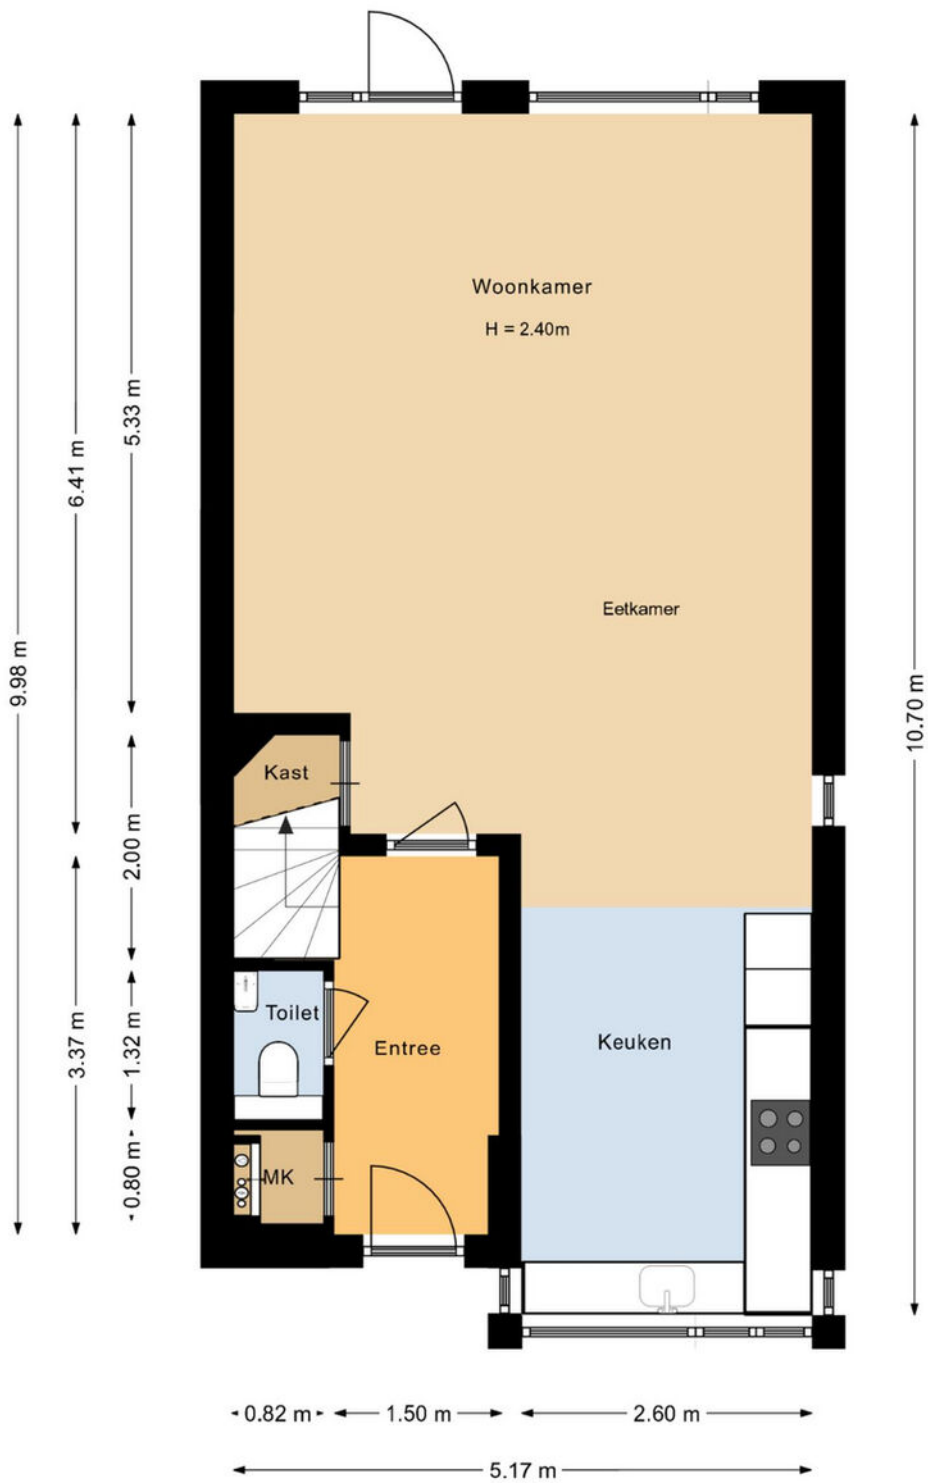 Woonkamer
H = 2.40m
5.33 m
6.41 m
Eetkamer
9.98 m
10.70 m
Kast
2.00 m
Toilet
3.37 m
1.32 m
Entree
Keuken
0.80 m
MK
0.82 m
1.50 m
2.60 m
5.17 m